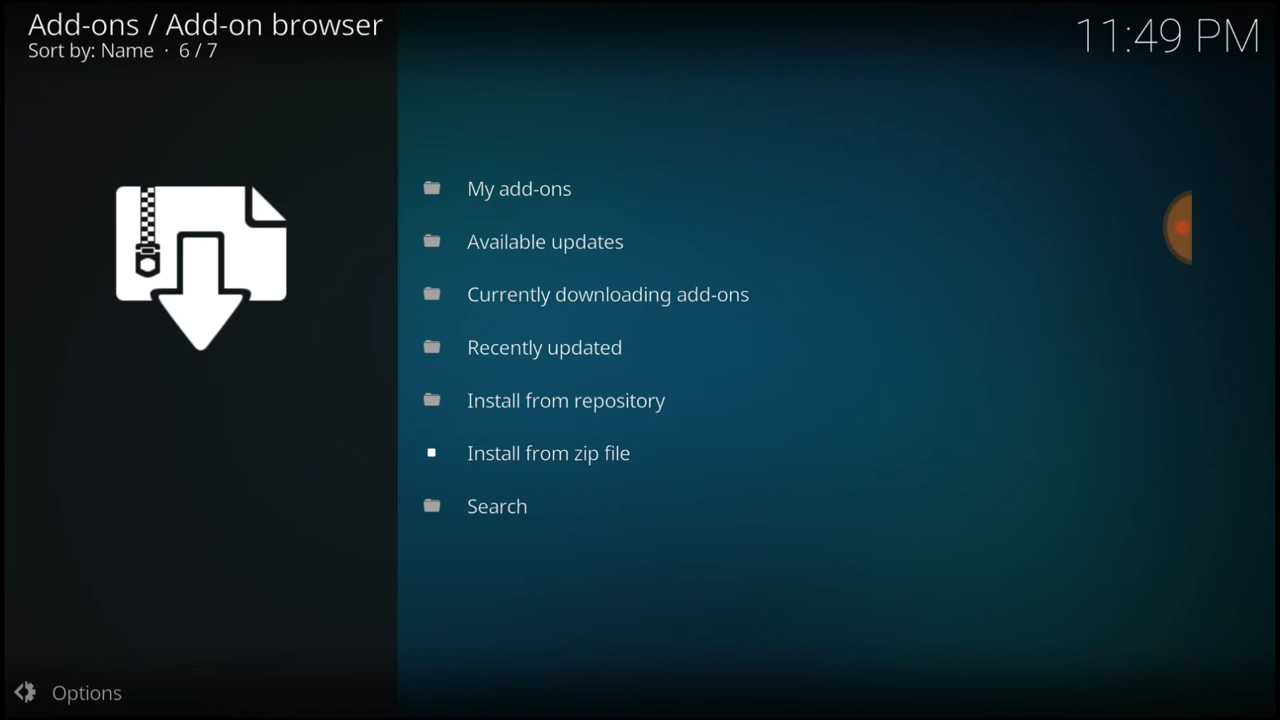 Add-ons / Add-on browser
Sort by: Name · 6 / 7
11:49 PM
My add-ons
Available updates
Currently downloading add-ons
Recently updated
Install from repository
Install from zip file
Search
Options